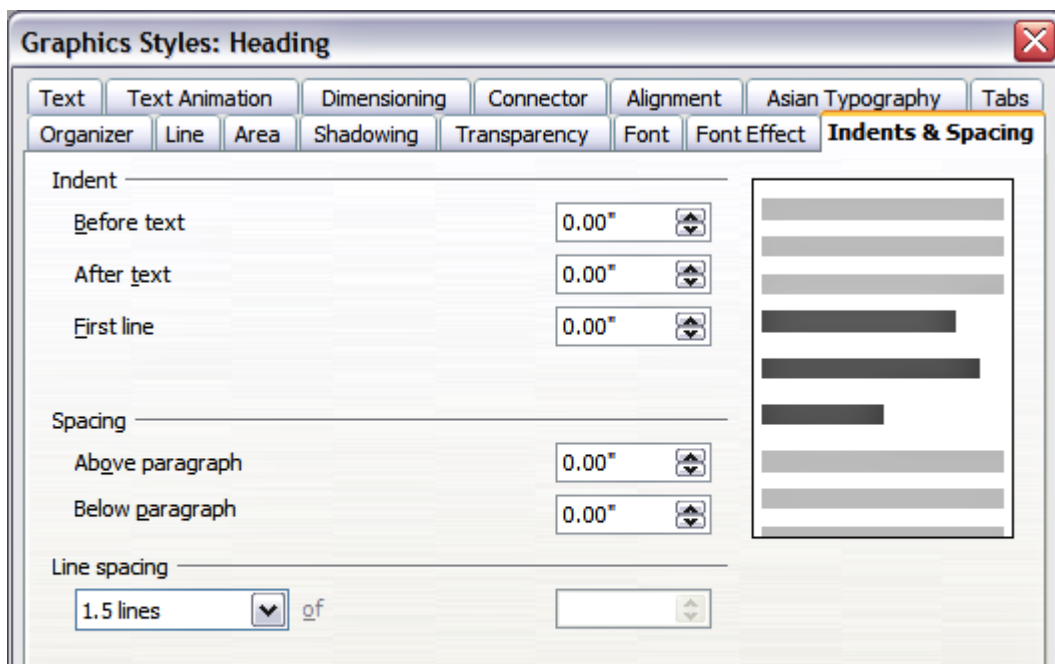 Graphics Styles: Heading
Text Text Animation Dimensioning Connector Alignment Asian Typography Tabs
Organizer Line Area Shadowing Transparency Font Font Effect Indents & Spacing
Indent
Before text 0.00"
After text 0.00"
First line 0.00"
Spacing
Above paragraph 0.00"
Below paragraph 0.00"
Line spacing
1.5 lines of